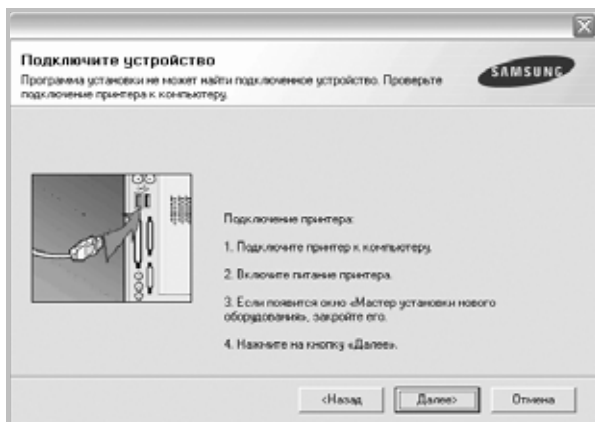 Подключите устройство
Программа установки не может найти подключенное устройство. Проверьте
подключение принтера к компьютеру.
SAMSUNG
Подключение принтера:
1. Подключите принтер к компьютеру.
2. Включите питание принтера.
3. Если появится окно «Мастер установки нового
оборудования», закройте его.
4. Нажмите на кнопку «Далее».
<Назад
Далее>
Отмена